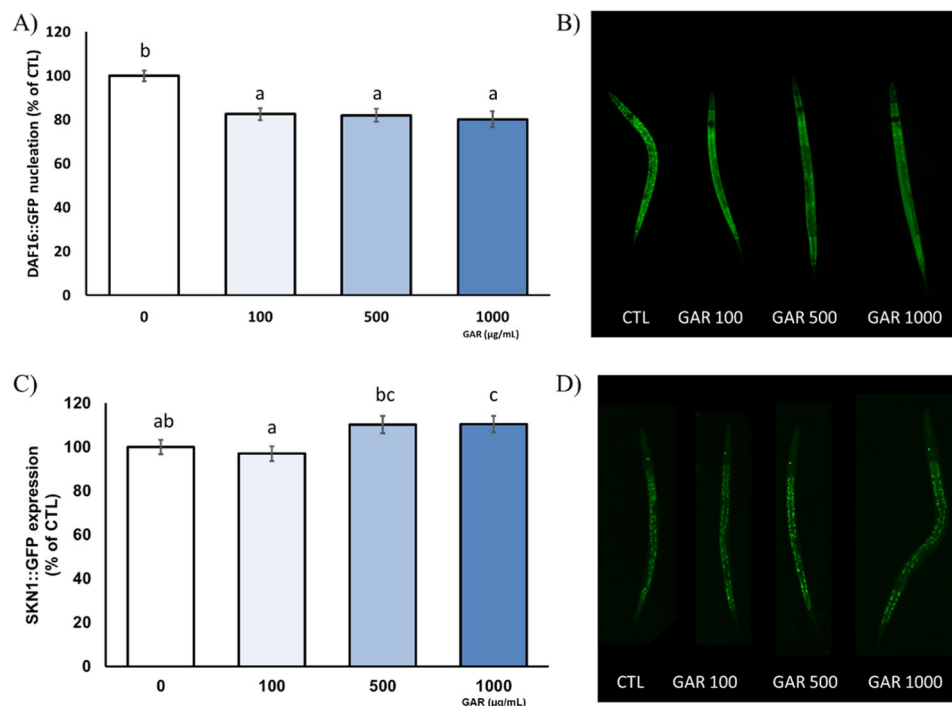 A)
DAF16::GFP nucleation (% of CTL)
120
100
80
60
40
20
0
b
a
a
a
0
100
500
1000
GAR (µg/mL)
B)
CTL
GAR 100
GAR 500
GAR 1000
C)
SKN1::GFP expression
(% of CTL)
120
100
80
60
40
20
0
ab
a
bc
c
0
100
500
1000
GAR (µg/mL)
D)
CTL
GAR 100
GAR 500
GAR 1000